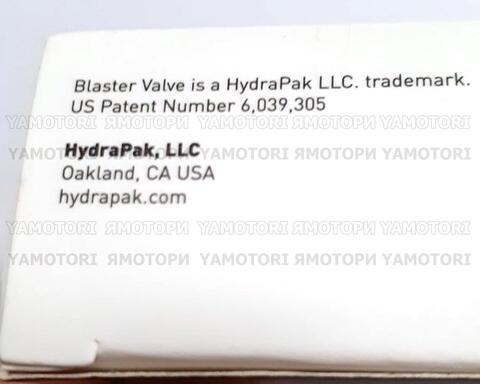 Blaster Valve is a HydraPak LLC. trademark.
US Patent Number 6,039,305
YAMOTORI ЯМОТОРИ YAMOTORI ЯМОТОРИ YAMOTORI
HydraPak, LLC
YAMOTORI ЯМОТОРИ YAMOTORI ЯМОТОРИ YAMOTORI
Oakland, CA USA
hydrapak.com
YAMOTORI ЯМОТОРИ YAMOTORI ЯМОТОРИ YAMOTORI
YAMOTORI ЯМОТОРИ YAMOTORI ЯМОТОРИ YAMOTORI